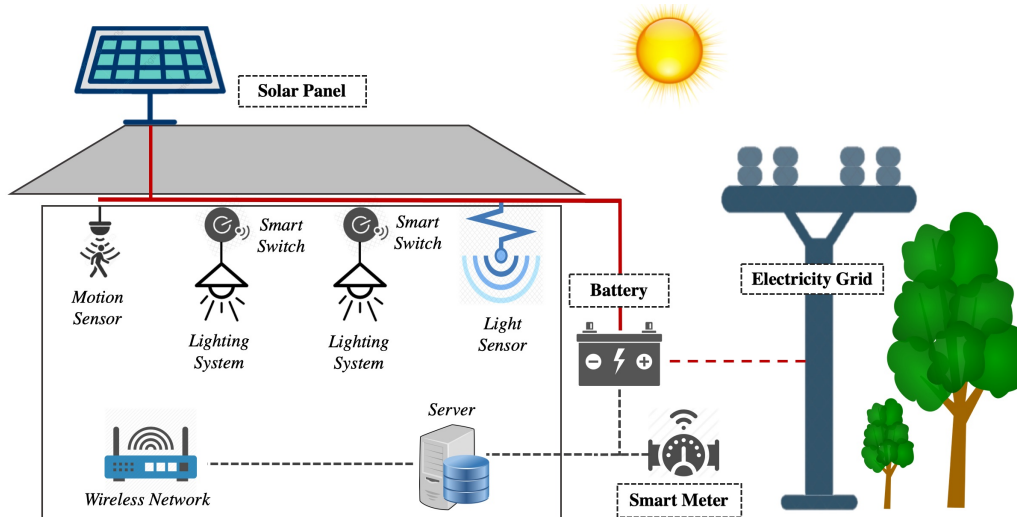 Solar Panel
Smart
Switch
Smart
Switch
Motion
Sensor
Lighting
System
Lighting
System
Light
Sensor
Battery
Electricity Grid
Server
Wireless Network
Smart Meter